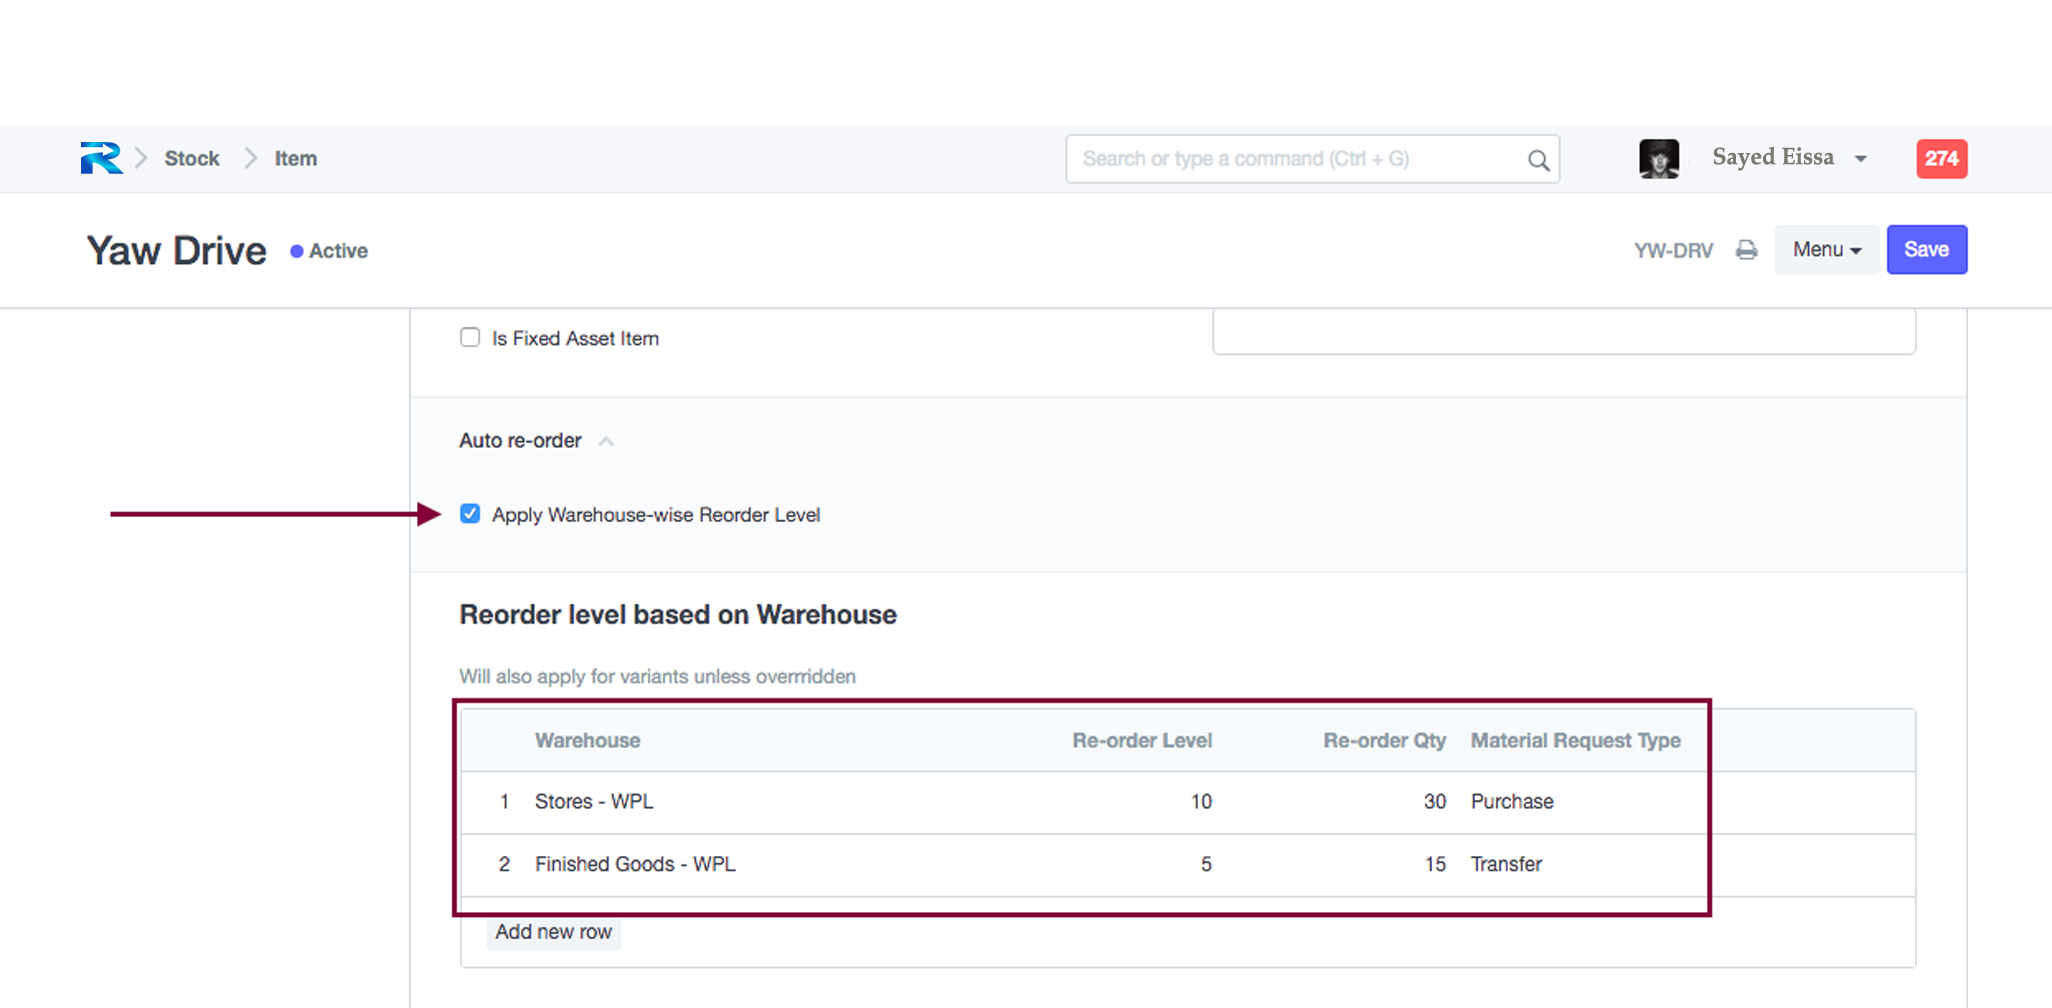 Stock Item Search or type a command (Ctrl + G) Sayed Eissa 274
Yaw Drive Active YW-DRV Menu Save
Is Fixed Asset Item
Auto re-order
Apply Warehouse-wise Reorder Level
Reorder level based on Warehouse
Will also apply for variants unless overrridden
Warehouse Re-order Level Re-order Qty Material Request Type
1 Stores - WPL 10 30 Purchase
2 Finished Goods - WPL 5 15 Transfer
Add new row